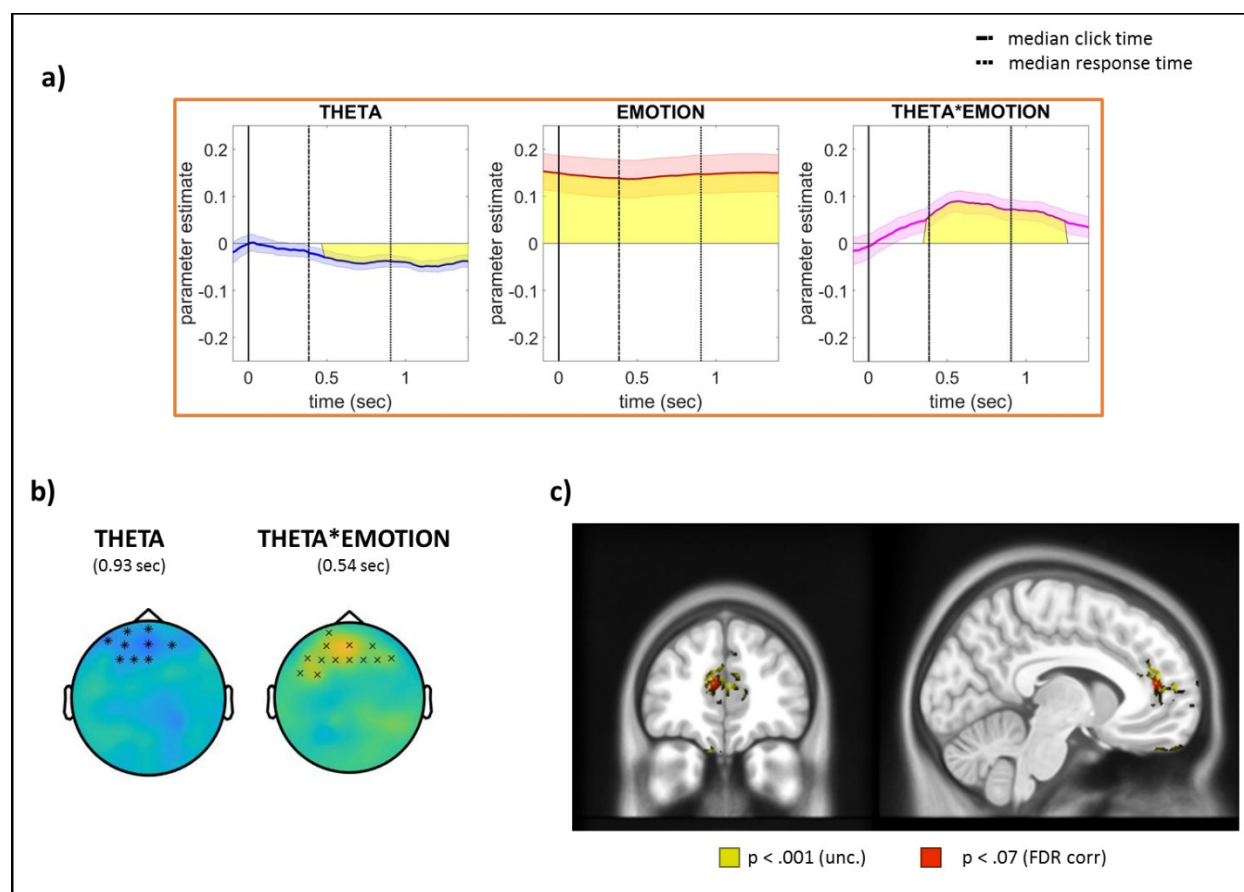 median click time
median response time
a)
THETA
EMOTION
THETA*EMOTION
parameter estimate
0.2
0.1
0
-0.1
-0.2
0
0.5
1
time (sec)
parameter estimate
0.2
0.1
0
-0.1
-0.2
0
0.5
1
time (sec)
parameter estimate
0.2
0.1
0
-0.1
-0.2
0
0.5
1
time (sec)
b)
THETA
(0.93 sec)
THETA*EMOTION
(0.54 sec)
c)
p < .001 (unc.)
p < .07 (FDR corr)